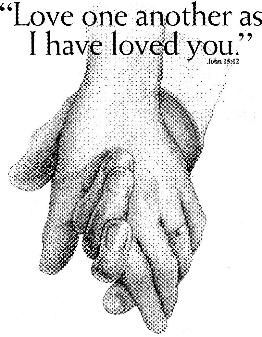 “Love one another as
I have loved you.”
John 15:12